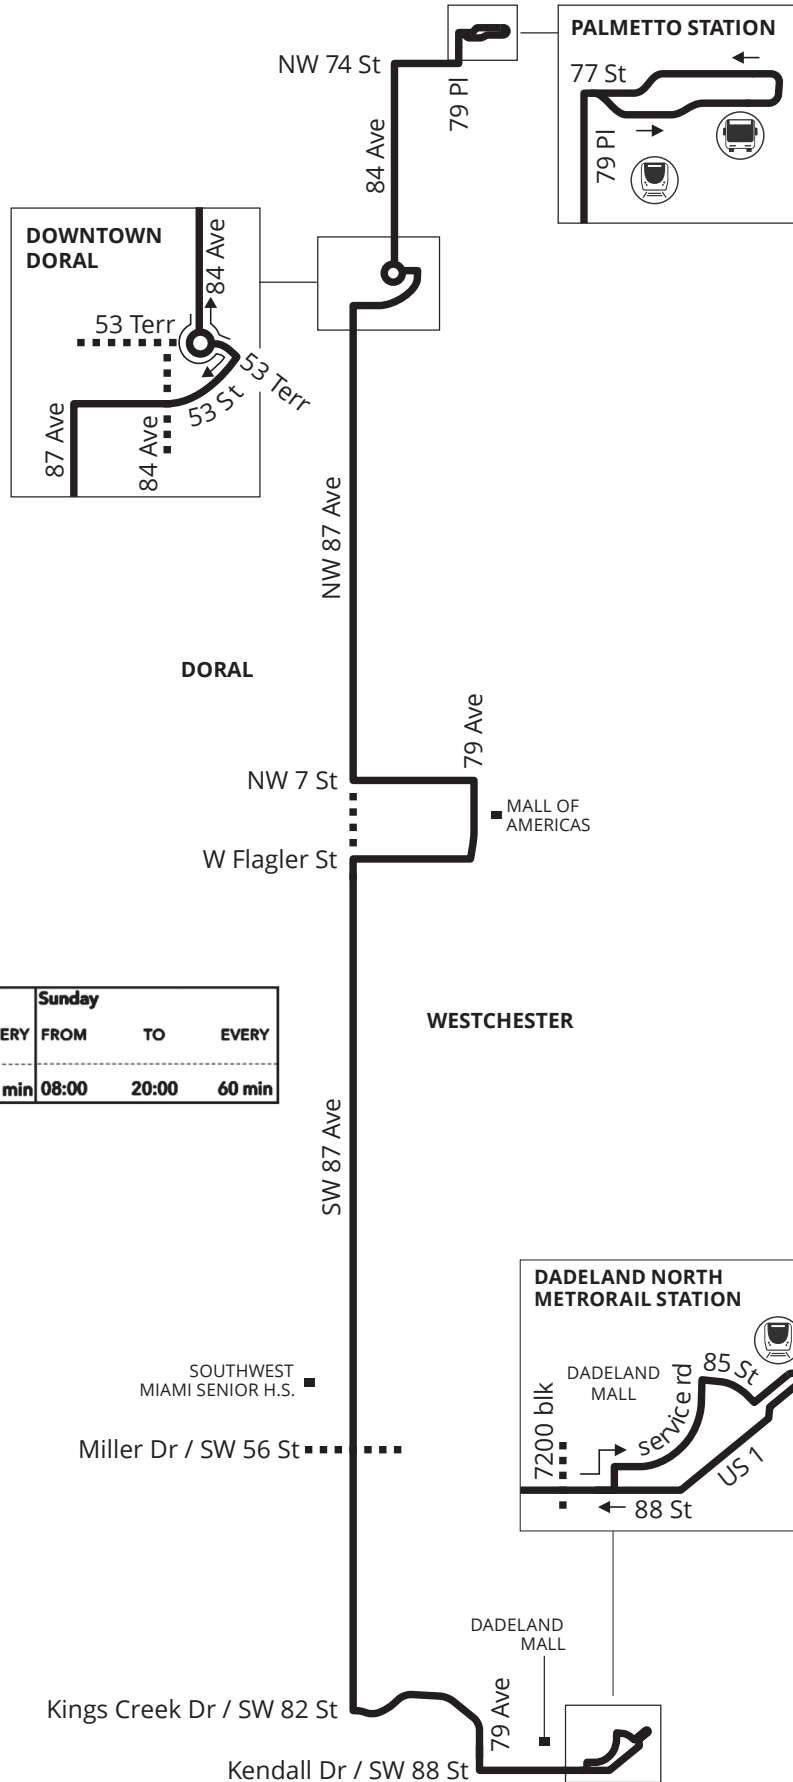 PALMETTO STATION
NW 74 St
77 St
79 Pl
79 Pl
84 Ave
DOWNTOWN
DORAL
84 Ave
53 Terr
53 Terr
53 St
87 Ave
84 Ave
NW 87 Ave
DORAL
79 Ave
NW 7 St
MALL OF
AMERICAS
W Flagler St
Sunday
ERY FROM TO EVERY
min 08:00 20:00 60 min
WESTCHESTER
SW 87 Ave
DADELAND NORTH
METRORAIL STATION
SOUTHWEST
MIAMI SENIOR H.S.
DADELAND
MALL
85 St
service rd
7200 blk
US 1
88 St
Miller Dr / SW 56 St
DADELAND
MALL
79 Ave
Kings Creek Dr / SW 82 St
Kendall Dr / SW 88 St